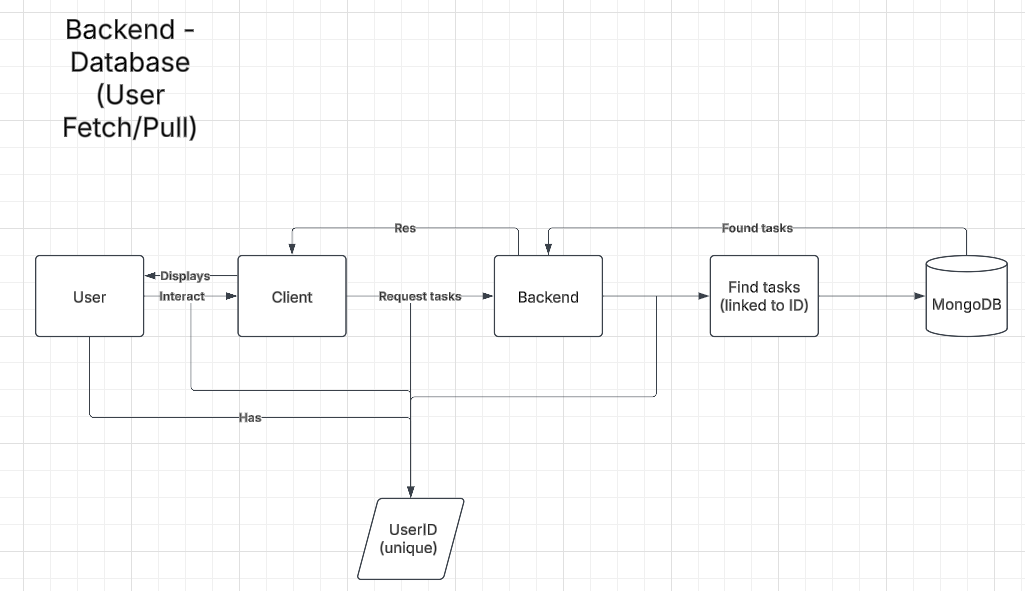 Backend -
Database
(User
Fetch/Pull)
Res
Found tasks
Displays
User
Interact
Client
Request tasks
Backend
Find tasks
(linked to ID)
MongoDB
Has
UserID
(unique)